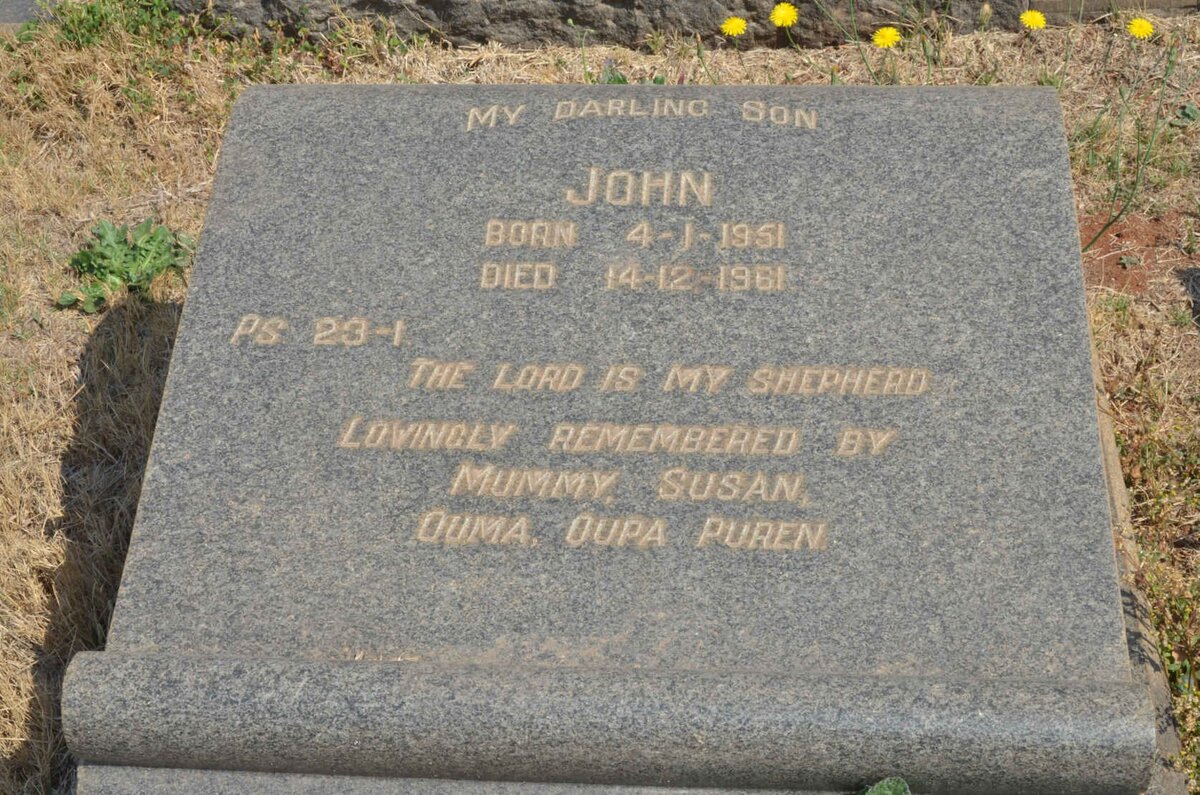 MY DARLING SON
JOHN
BORN 4-1-1951
DIED 14-12-1961
PS 23-1.
THE LORD IS MY SHEPHERD
LOVINGLY REMEMBERED BY
MUMMY, SUSAN,
OUMA, OUPA PUREN.